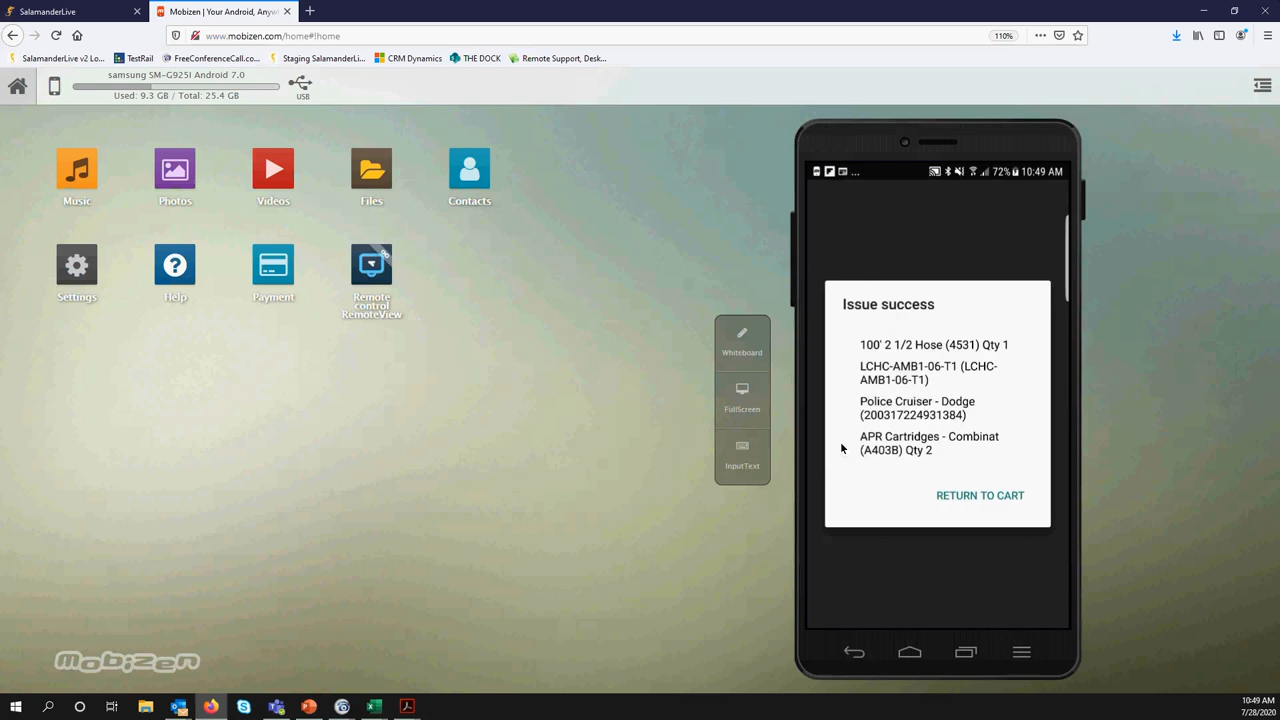 SalamanderLive
Mobizen | Your Android, Anyw
www.mobizen.com/home#!home
110%
SalamanderLive v2 Lo...
TestRail
FreeConferenceCall.co...
Staging SalamanderLi...
CRM Dynamics
THE DOCK
Remote Support, Desk...
samsung SM-G925I Android 7.0
Used: 9.3 GB / Total: 25.4 GB
USB
Music
Photos
Videos
Files
Contacts
Settings
Help
Payment
Remote
control
RemoteView
Whiteboard
FullScreen
InputText
... 72% 10:49 AM
Issue success
100' 2 1/2 Hose (4531) Qty 1
LCHC-AMB1-06-T1 (LCHC-
AMB1-06-T1)
Police Cruiser - Dodge
(200317224931384)
APR Cartridges - Combinat
(A403B) Qty 2
RETURN TO CART
mobizen
10:49 AM
7/28/2020